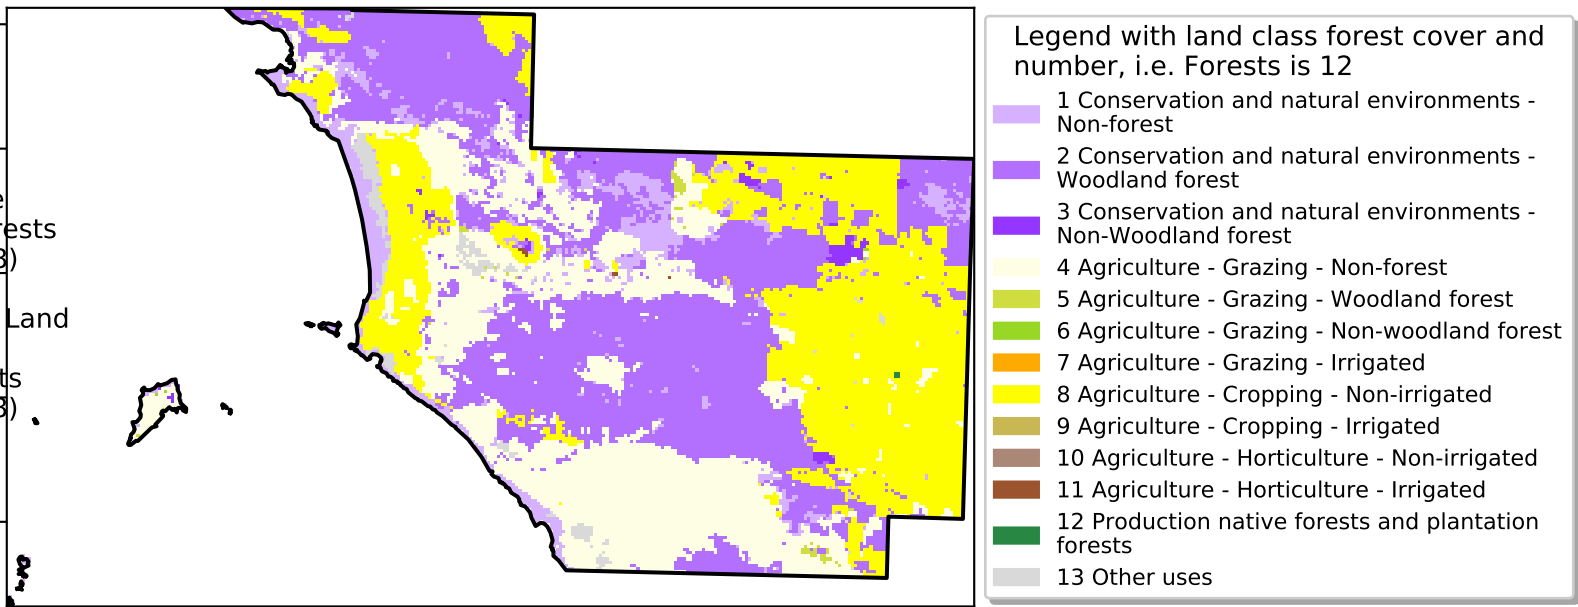 e
rests
3)
Land
ts
3)
Legend with land class forest cover and
number, i.e. Forests is 12
1 Conservation and natural environments -
Non-forest
2 Conservation and natural environments -
Woodland forest
3 Conservation and natural environments -
Non-Woodland forest
4 Agriculture - Grazing - Non-forest
5 Agriculture - Grazing - Woodland forest
6 Agriculture - Grazing - Non-woodland forest
7 Agriculture - Grazing - Irrigated
8 Agriculture - Cropping - Non-irrigated
9 Agriculture - Cropping - Irrigated
10 Agriculture - Horticulture - Non-irrigated
11 Agriculture - Horticulture - Irrigated
12 Production native forests and plantation
forests
13 Other uses